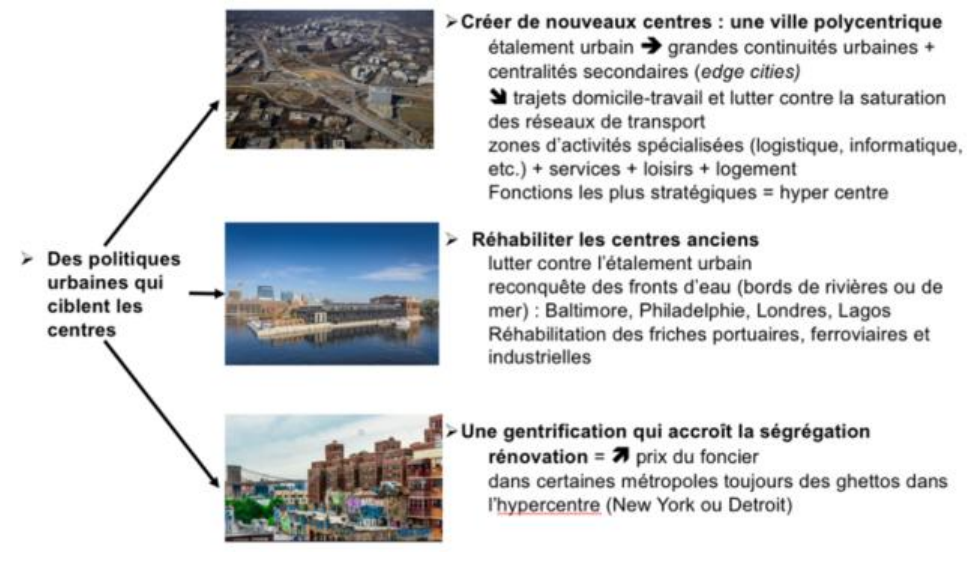 ➢ Des politiques
urbaines qui
ciblent les
centres
➢ Créer de nouveaux centres : une ville polycentrique
étalement urbain ➔ grandes continuités urbaines +
centralités secondaires (edge cities)
🡮 trajets domicile-travail et lutter contre la saturation
des réseaux de transport
zones d'activités spécialisées (logistique, informatique,
etc.) + services + loisirs + logement
Fonctions les plus stratégiques = hyper centre
➢ Réhabiliter les centres anciens
lutter contre l'étalement urbain
reconquête des fronts d'eau (bords de rivières ou de
mer) : Baltimore, Philadelphie, Londres, Lagos
Réhabilitation des friches portuaires, ferroviaires et
industrielles
➢ Une gentrification qui accroît la ségrégation
rénovation = 🡭 prix du foncier
dans certaines métropoles toujours des ghettos dans
l'hypercentre (New York ou Detroit)